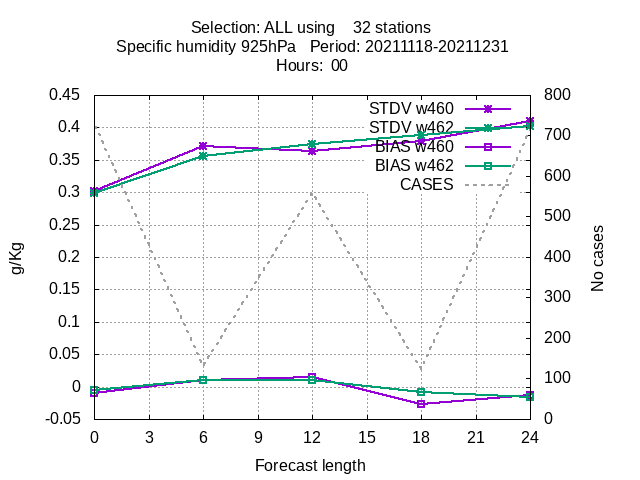 Selection: ALL using    32 stations
Specific humidity 925hPa   Period: 20211118-20211231
Hours:  00
0.45
0.4
0.35
0.3
0.25
0.2
0.15
0.1
0.05
0
-0.05
g/Kg
STDV w460
STDV w462
BIAS w460
BIAS w462
CASES
800
700
600
500
400
300
200
100
0
No cases
0 3 6 9 12 15 18 21 24
Forecast length